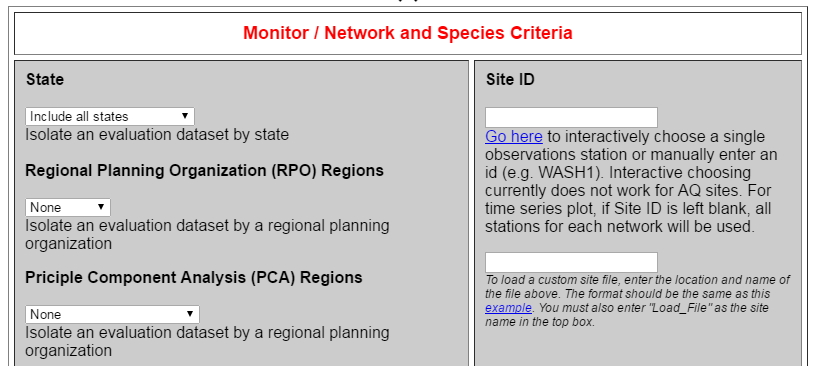 Monitor / Network and Species Criteria
State
Include all states
Isolate an evaluation dataset by state
Regional Planning Organization (RPO) Regions
None
Isolate an evaluation dataset by a regional planning
organization
Priciple Component Analysis (PCA) Regions
None
Isolate an evaluation dataset by a regional planning
organization
Site ID
Go here to interactively choose a single
observations station or manually enter an
id (e.g. WASH1). Interactive choosing
currently does not work for AQ sites. For
time series plot, if Site ID is left blank, all
stations for each network will be used.
To load a custom site file, enter the location and name of
the file above. The format should be the same as this
example. You must also enter "Load_File" as the site
name in the top box.